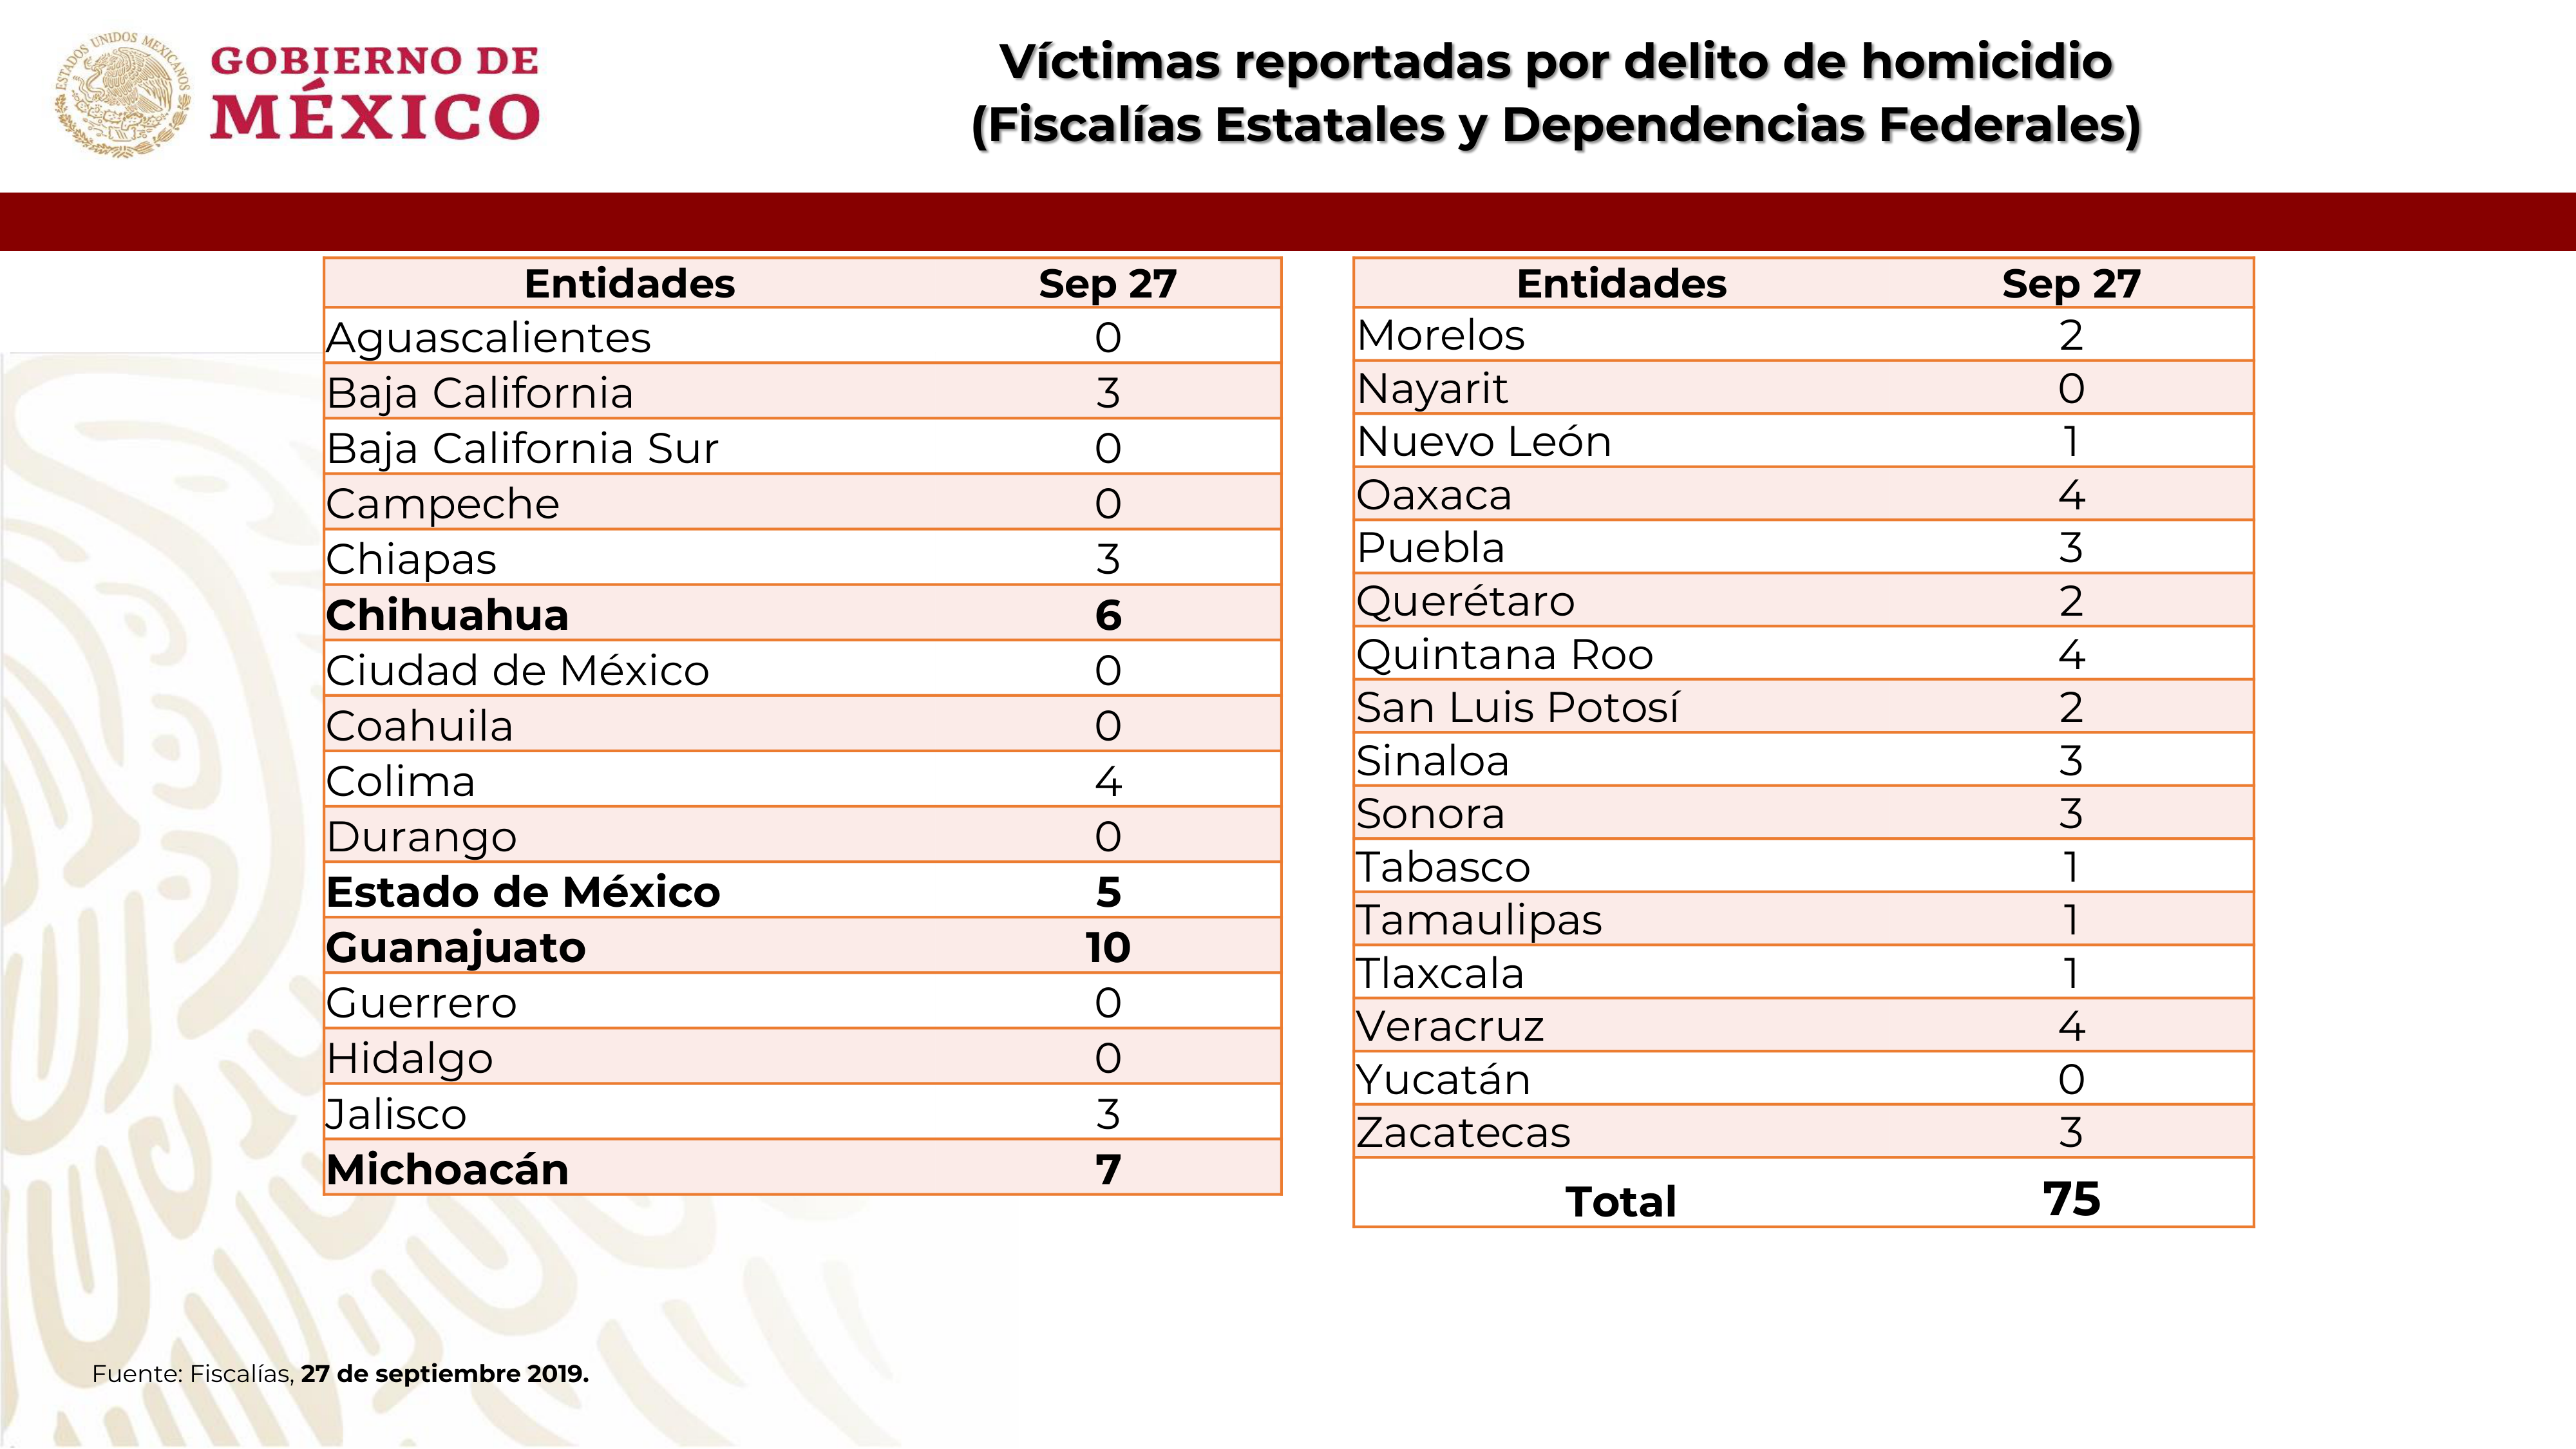 ESTADOS UNIDOS MEXICANOS
GOBIERNO DE
MÉXICO
Víctimas reportadas por delito de homicidio
(Fiscalías Estatales y Dependencias Federales)
Entidades Sep 27
Aguascalientes 0
Baja California 3
Baja California Sur 0
Campeche 0
Chiapas 3
Chihuahua 6
Ciudad de México 0
Coahuila 0
Colima 4
Durango 0
Estado de México 5
Guanajuato 10
Guerrero 0
Hidalgo 0
Jalisco 3
Michoacán 7
Entidades Sep 27
Morelos 2
Nayarit 0
Nuevo León 1
Oaxaca 4
Puebla 3
Querétaro 2
Quintana Roo 4
San Luis Potosí 2
Sinaloa 3
Sonora 3
Tabasco 1
Tamaulipas 1
Tlaxcala 1
Veracruz 4
Yucatán 0
Zacatecas 3
Total 75
Fuente: Fiscalías, 27 de septiembre 2019.